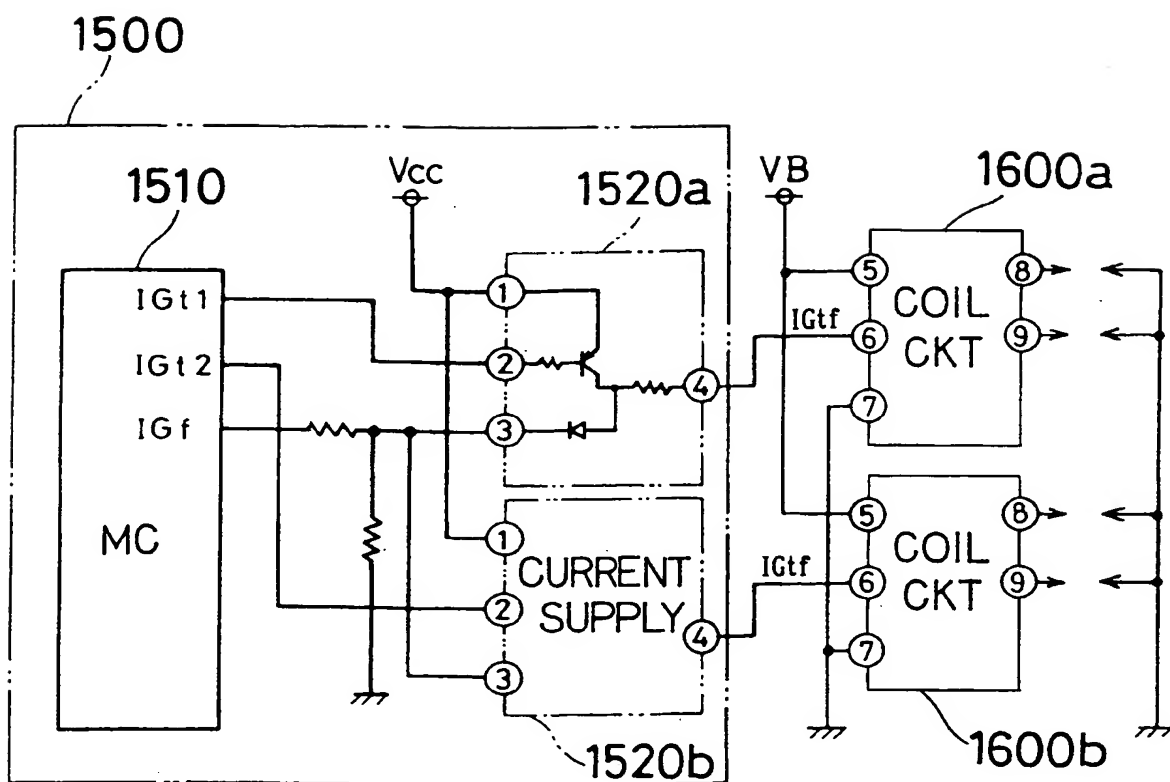 1500
1510
Vcc
1520a
VB
1600a
IGt1
IGt2
IGf
MC
1
2
3
4
IGtf
5
6
7
8
9
COIL
CKT
1
2
3
4
CURRENT
SUPPLY
IGtf
5
6
7
8
9
COIL
CKT
1520b
1600b